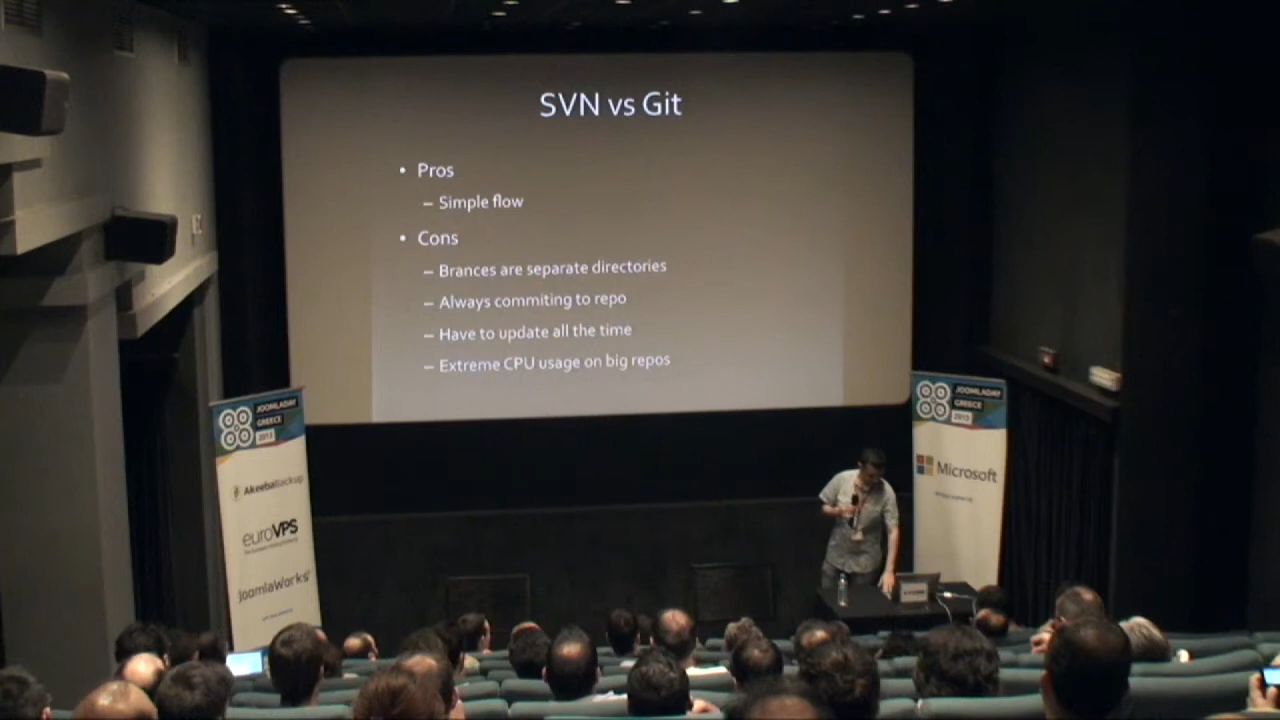 SVN vs Git
• Pros
– Simple flow
• Cons
– Brances are separate directories
– Always commiting to repo
– Have to update all the time
– Extreme CPU usage on big repos
JOOMLADAY
GREECE
2013
AkeebaBackup
euroVPS
JoomlaWorks
JOOMLADAY
GREECE
2013
Microsoft